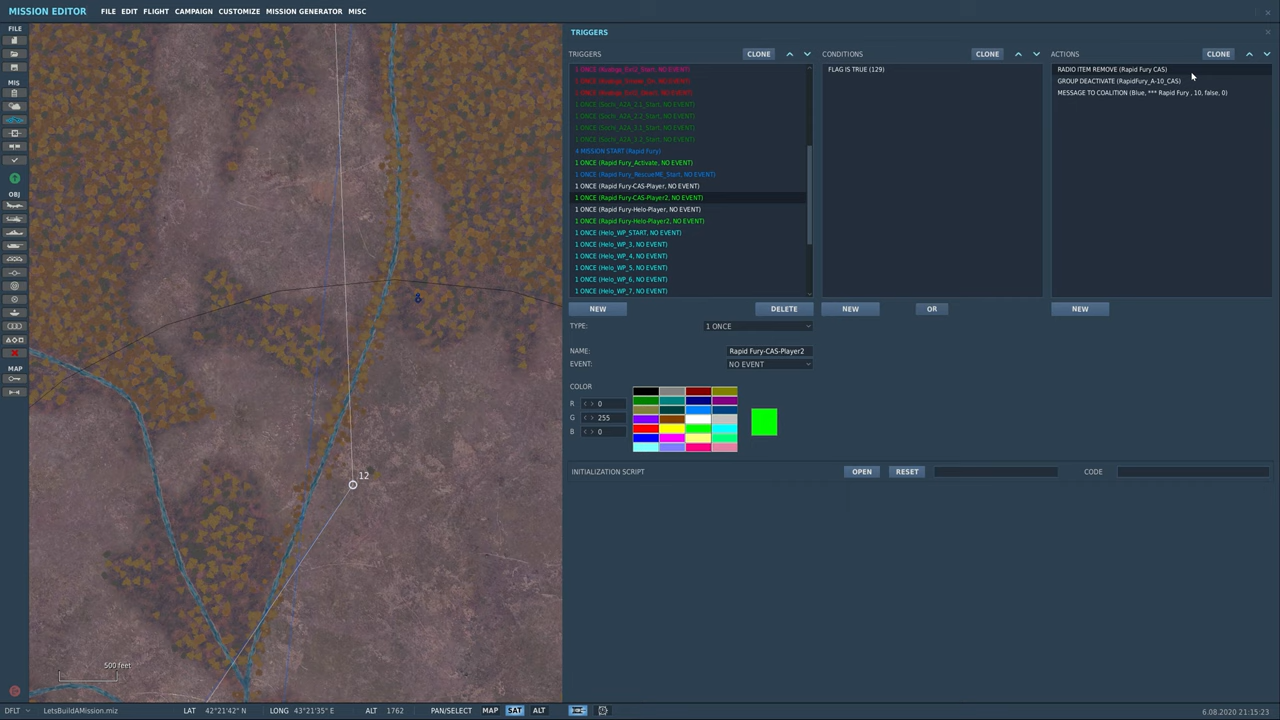 MISSION EDITOR FILE EDIT FLIGHT CAMPAIGN CUSTOMIZE MISSION GENERATOR MISC
FILE
MIS
OBJ
MAP
12
500 feet
TRIGGERS
TRIGGERS CLONE CONDITIONS CLONE ACTIONS CLONE
1 ONCE (Sochi_A2A_1.1_Start, NO EVENT)
4 MISSION START (Rapid Fury)
1 ONCE (Rapid Fury_Activate, NO EVENT)
1 ONCE (Rapid Fury_RescueME_Start, NO EVENT)
1 ONCE (Rapid Fury-CAS-Player, NO EVENT)
1 ONCE (Rapid Fury-CAS-Player2, NO EVENT)
1 ONCE (Rapid Fury-Helo-Player, NO EVENT)
1 ONCE (Rapid Fury-Helo-Player2, NO EVENT)
1 ONCE (Helo_WP_START, NO EVENT)
1 ONCE (Helo_WP_3, NO EVENT)
1 ONCE (Helo_WP_4, NO EVENT)
1 ONCE (Helo_WP_5, NO EVENT)
1 ONCE (Helo_WP_6, NO EVENT)
1 ONCE (Helo_WP_7, NO EVENT)
FLAG IS TRUE (129)
RADIO ITEM REMOVE (Rapid Fury CAS)
GROUP DEACTIVATE (RapidFury_A-10_CAS)
MESSAGE TO COALITION (Blue, *** Rapid Fury , 10, false, 0)
NEW DELETE NEW OR NEW
TYPE: 1 ONCE
NAME: Rapid Fury-CAS-Player2
EVENT: NO EVENT
COLOR
R < > 0
G < > 255
B < > 0
INITIALIZATION SCRIPT OPEN RESET CODE
DFLT LetsBuildAMission.miz LAT 42°21'42" N LONG 43°21'35" E ALT 1762 PAN/SELECT MAP SAT ALT 6.08.2020 21:15:23